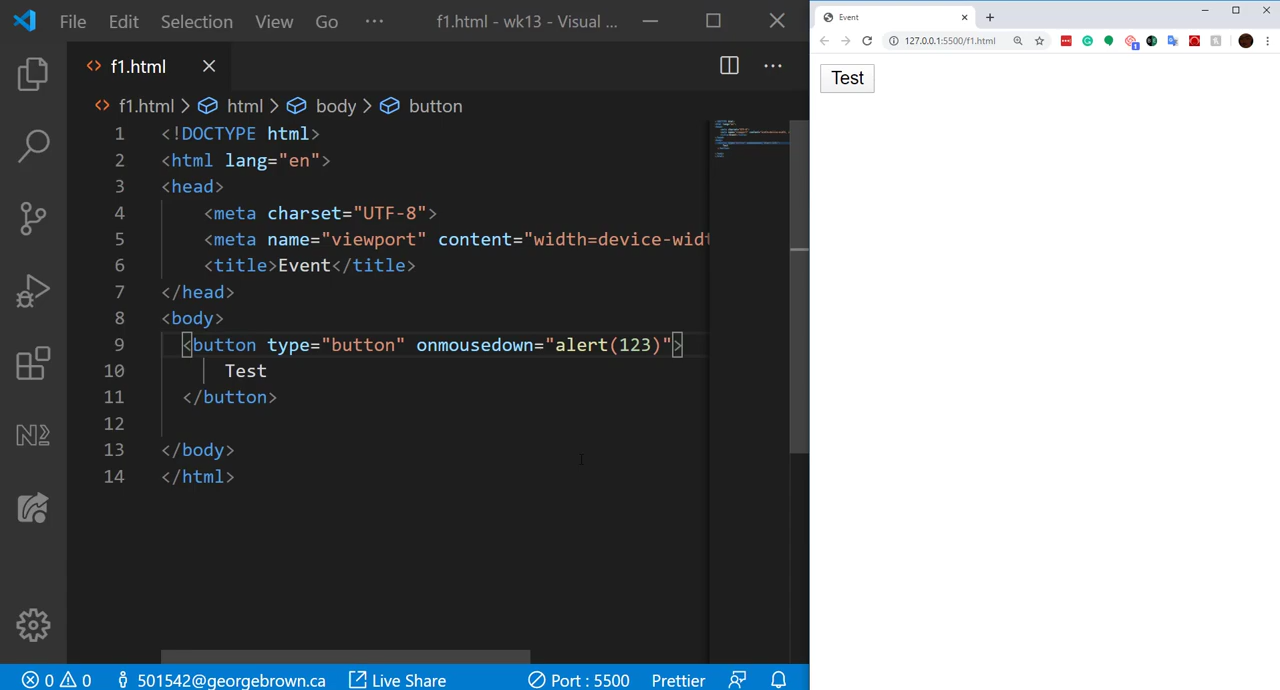 File Edit Selection View Go ··· f1.html - wk13 - Visual ...
f1.html
f1.html > html > body > button
1 <!DOCTYPE html>
2 <html lang="en">
3 <head>
4 <meta charset="UTF-8">
5 <meta name="viewport" content="width=device-widt
6 <title>Event</title>
7 </head>
8 <body>
9 <button type="button" onmousedown="alert(123)">
10 Test
11 </button>
12
13 </body>
14 </html>
0 0 501542@georgebrown.ca Live Share Port : 5500 Prettier
Event
127.0.0.1:5500/f1.html
Test